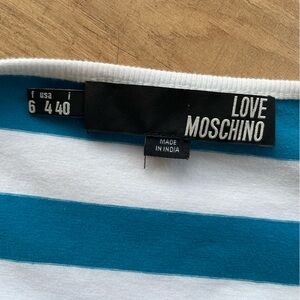 f usa i
6 4 40
LOVE
MOSCHINO
MADE
IN INDIA